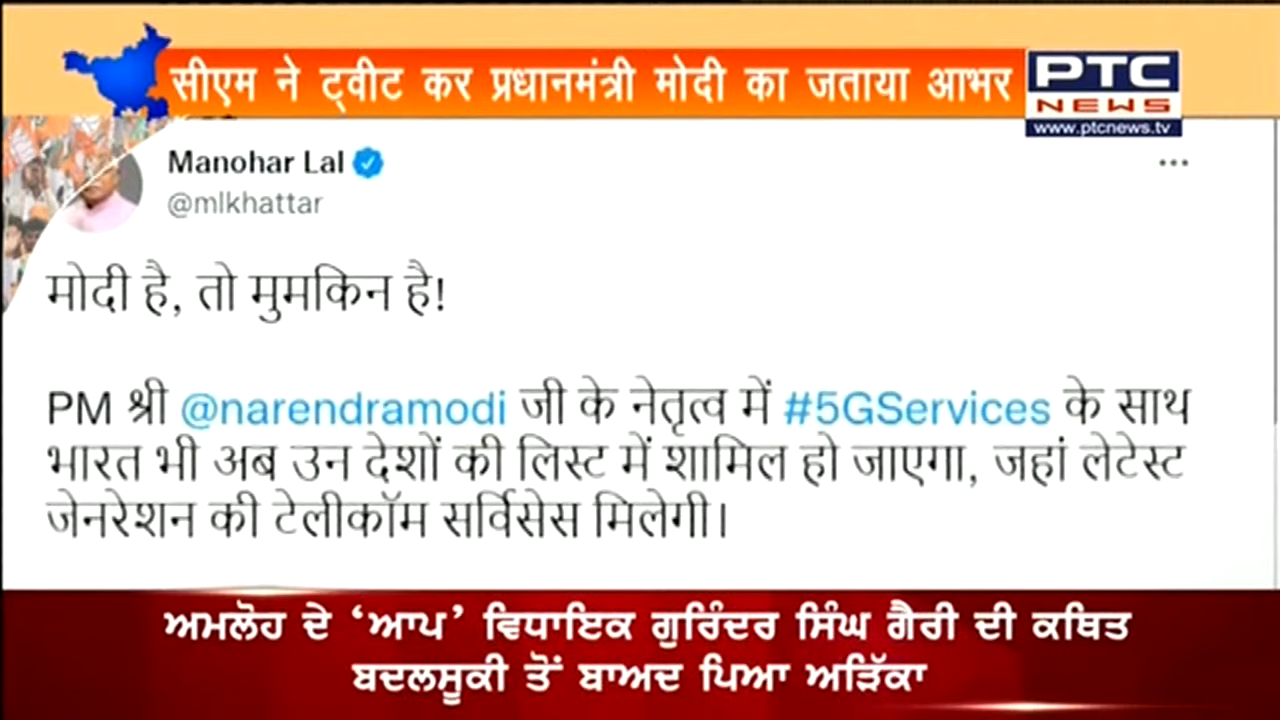 सीएम ने ट्वीट कर प्रधानमंत्री मोदी का जताया आभर
PTC
NEWS
www.ptcnews.tv
Manohar Lal
@mlkhattar
मोदी है, तो मुमकिन है!
PM श्री @narendramodi जी के नेतृत्व में #5GServices के साथ
भारत भी अब उन देशों की लिस्ट में शामिल हो जाएगा, जहां लेटेस्ट
जेनरेशन की टेलीकॉम सर्विसेस मिलेगी।
ਅਮਲੋਹ ਦੇ ‘ਆਪ’ ਵਿਧਾਇਕ ਗੁਰਿੰਦਰ ਸਿੰਘ ਗੈਰੀ ਦੀ ਕਥਿਤ
ਬਦਲਸੂਕੀ ਤੋਂ ਬਾਅਦ ਪਿਆ ਅੜਿੱਕਾ